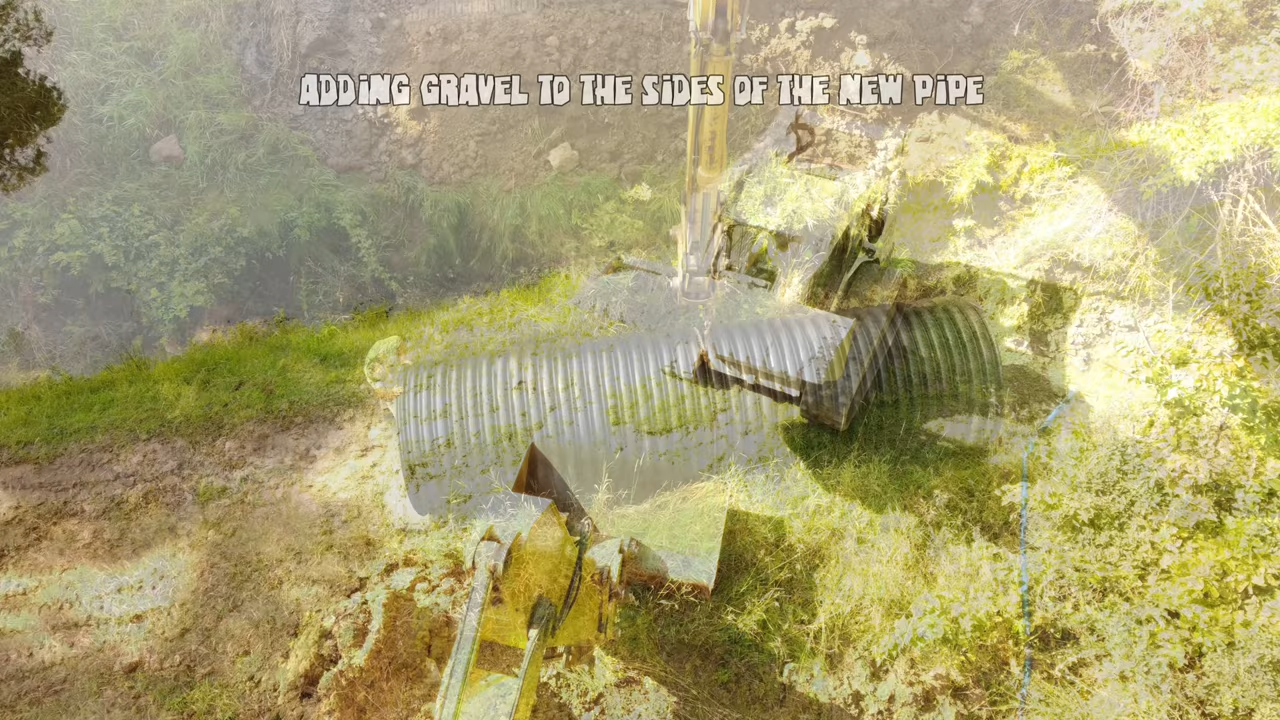 ADDING GRAVEL TO THE SIDES OF THE NEW PIPE